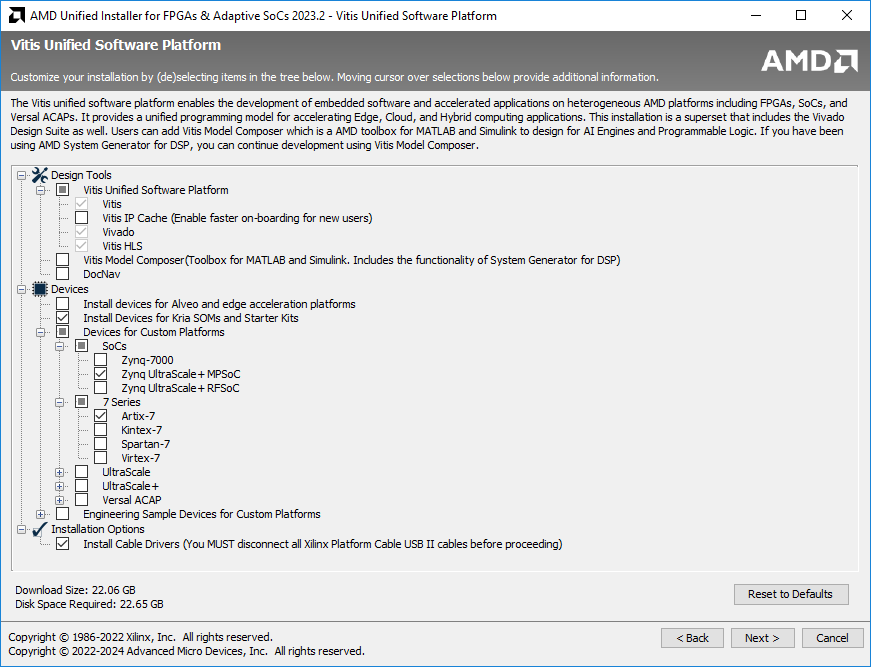 AMD Unified Installer for FPGAs & Adaptive SoCs 2023.2 - Vitis Unified Software Platform
Vitis Unified Software Platform
Customize your installation by (de)selecting items in the tree below. Moving cursor over selections below provide additional information.
AMD
The Vitis unified software platform enables the development of embedded software and accelerated applications on heterogeneous AMD platforms including FPGAs, SoCs, and
Versal ACAPs. It provides a unified programming model for accelerating Edge, Cloud, and Hybrid computing applications. This installation is a superset that includes the Vivado
Design Suite as well. Users can add Vitis Model Composer which is a AMD toolbox for MATLAB and Simulink to design for AI Engines and Programmable Logic. If you have been
using AMD System Generator for DSP, you can continue development using Vitis Model Composer.
Design Tools
Vitis Unified Software Platform
Vitis
Vitis IP Cache (Enable faster on-boarding for new users)
Vivado
Vitis HLS
Vitis Model Composer(Toolbox for MATLAB and Simulink. Includes the functionality of System Generator for DSP)
DocNav
Devices
Install devices for Alveo and edge acceleration platforms
Install Devices for Kria SOMs and Starter Kits
Devices for Custom Platforms
SoCs
Zynq-7000
Zynq UltraScale+ MPSoC
Zynq UltraScale+ RFSoC
7 Series
Artix-7
Kintex-7
Spartan-7
Virtex-7
UltraScale
UltraScale+
Versal ACAP
Engineering Sample Devices for Custom Platforms
Installation Options
Install Cable Drivers (You MUST disconnect all Xilinx Platform Cable USB II cables before proceeding)
Download Size: 22.06 GB
Disk Space Required: 22.65 GB
Reset to Defaults
Copyright © 1986-2022 Xilinx, Inc. All rights reserved.
Copyright © 2022-2024 Advanced Micro Devices, Inc. All rights reserved.
< Back
Next >
Cancel